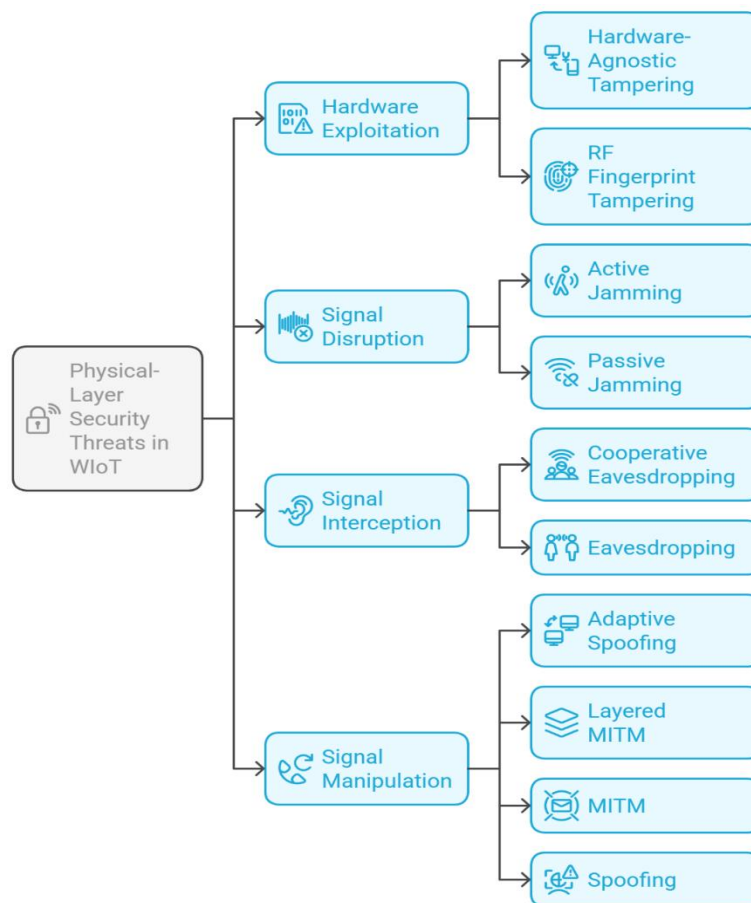 Physical-
Layer
Security
Threats in
WIoT
Hardware
Exploitation
Hardware-
Agnostic
Tampering
RF
Fingerprint
Tampering
Signal
Disruption
Active
Jamming
Passive
Jamming
Signal
Interception
Cooperative
Eavesdropping
Eavesdropping
Signal
Manipulation
Adaptive
Spoofing
Layered
MITM
MITM
Spoofing